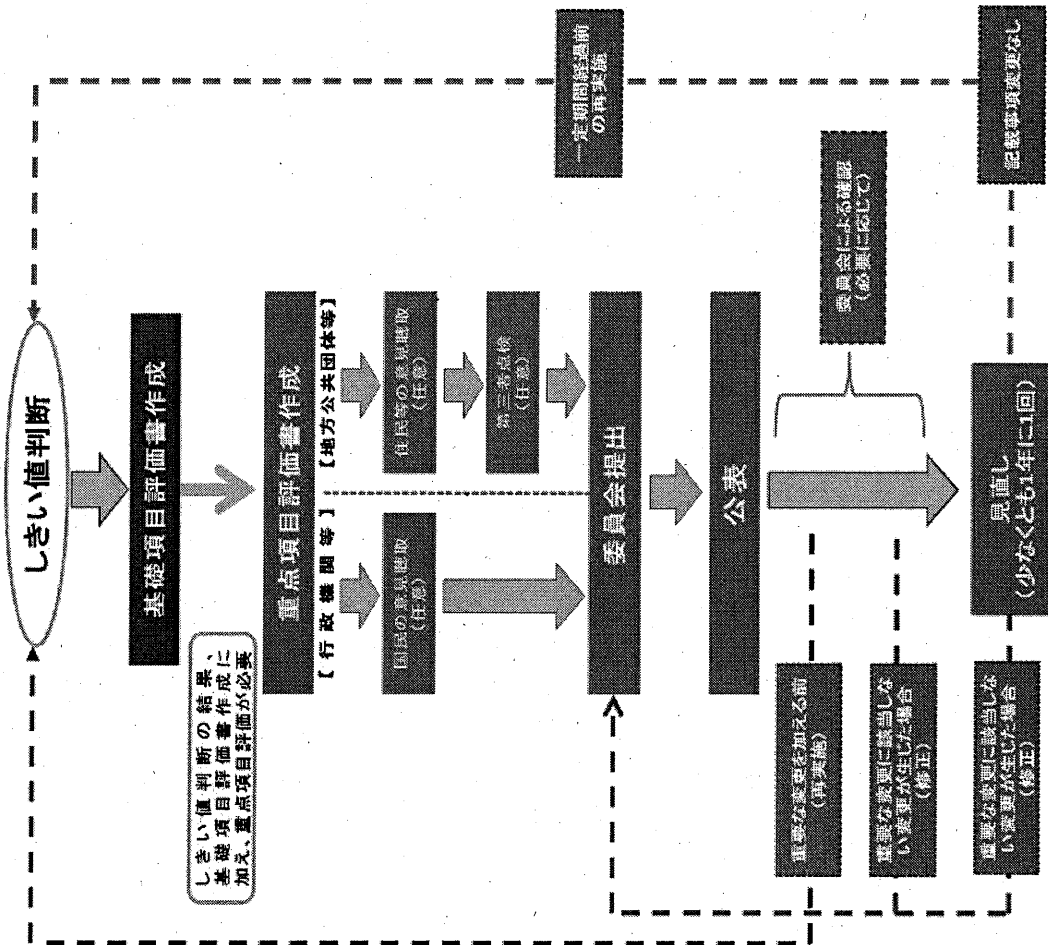 しきい値判断
基礎項目評価書作成
しきい値判断の結果、
基礎項目評価書作成に
加え、重点項目評価が必要
重点項目評価書作成
【行政機関等】
【地方公共団体等】
国民の意見聴取
(任意)
住民等の意見聴取
(任意)
第三者点検
(任意)
委員会提出
公表
委員会による確認
(必要に応じて)
重要な変更を加える前
(再実施)
重要な変更に該当しな
い変更が生じた場合
(修正)
見直し
(少なくとも1年に1回)
重要な変更に該当しな
い変更が生じた場合
(修正)
記載事項変更なし
一定期間経過前
の再実施